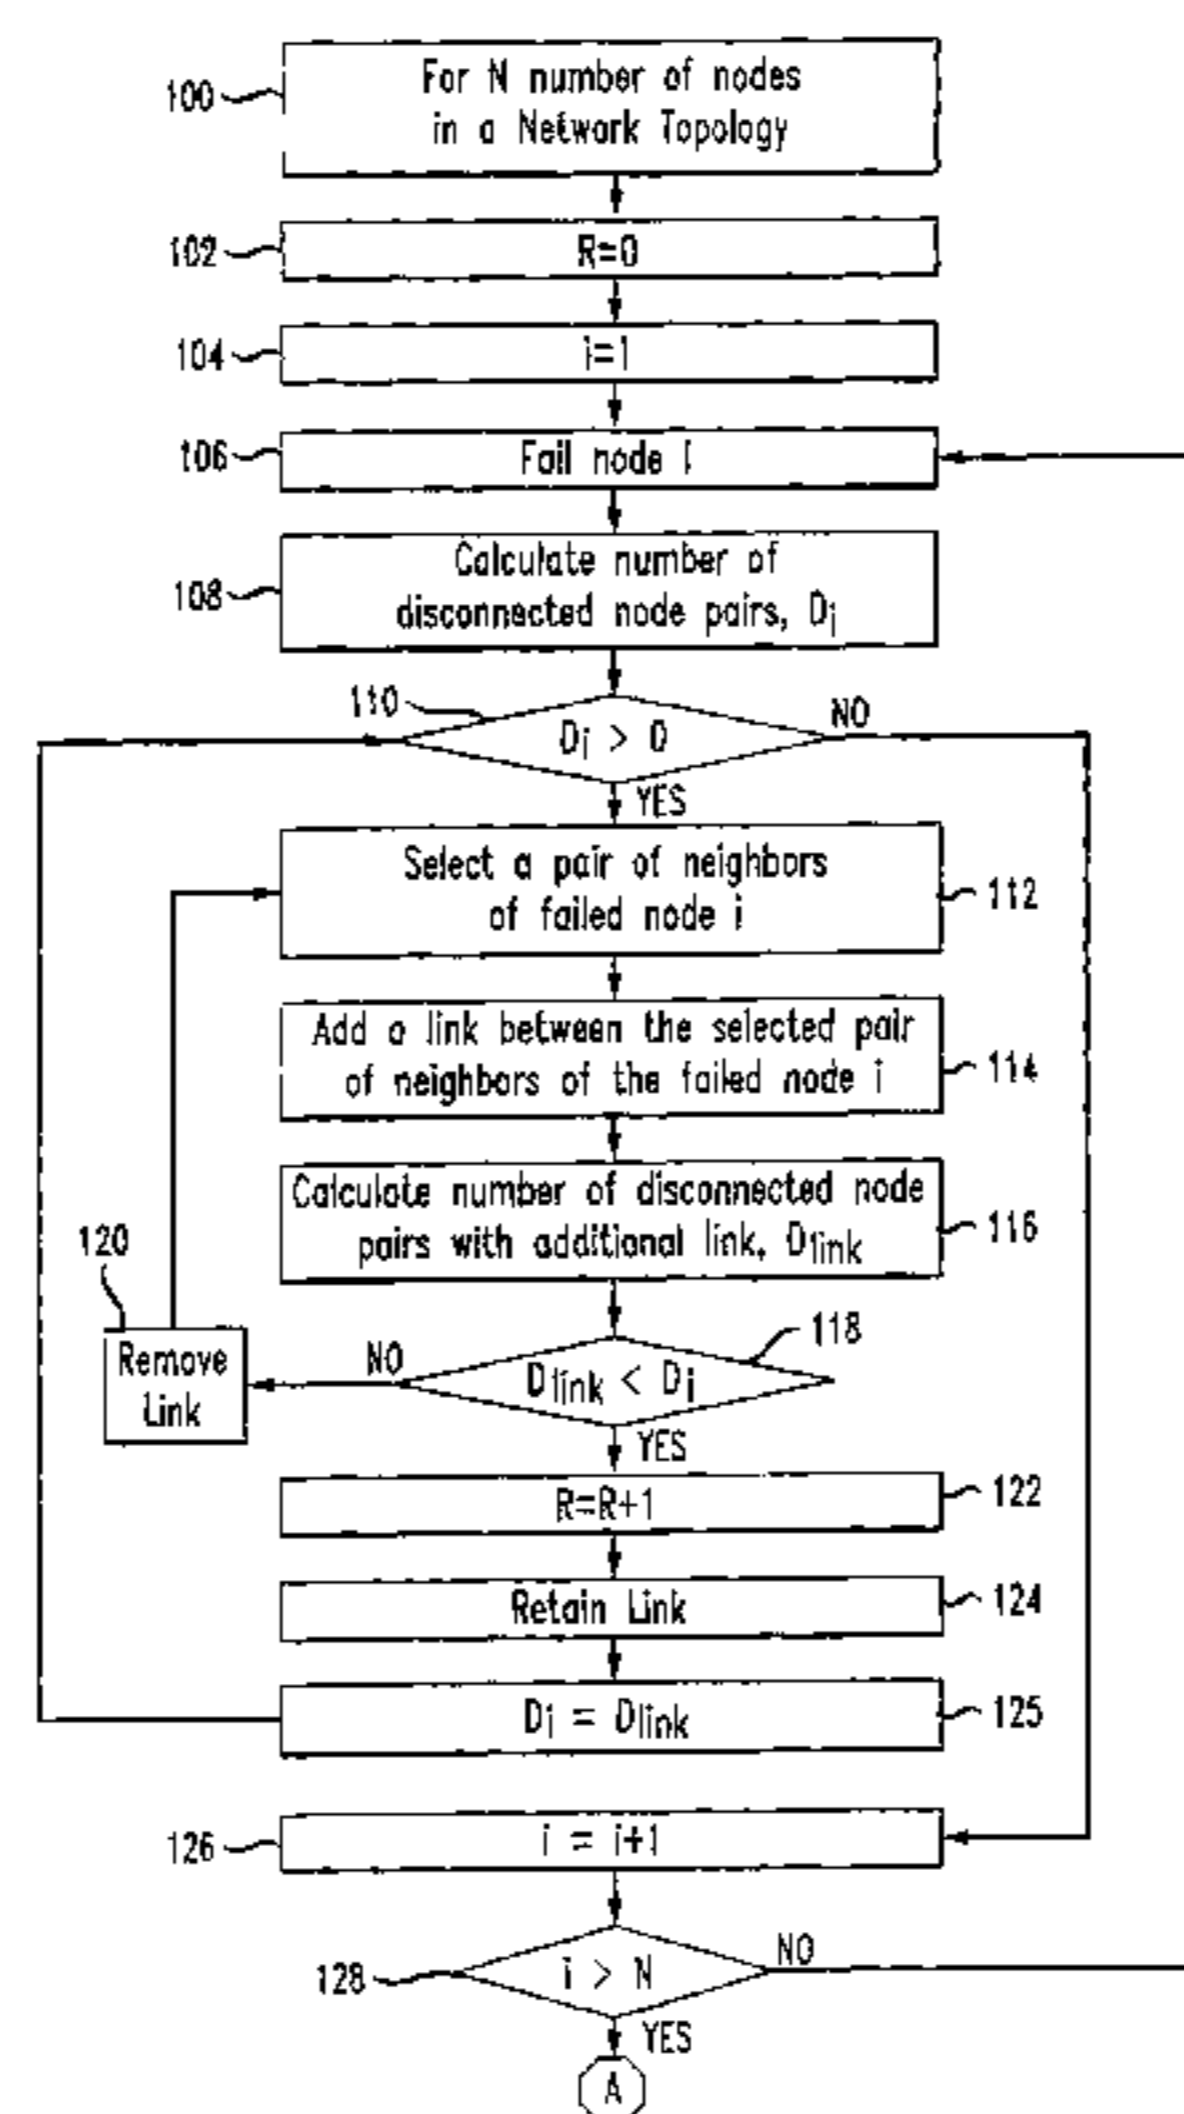 100
For N number of nodes
in a Network Topology
102
R=0
104
i=1
106
Fail node i
108
Calculate number of
disconnected node pairs, Di
110
Di > 0
NO
YES
Select a pair of neighbors
of failed node i
112
Add a link between the selected pair
of neighbors of the failed node i
114
Calculate number of disconnected node
pairs with additional link, Dlink
116
120
Remove
Link
NO
Dlink < Di
118
YES
R=R+1
122
Retain Link
124
Di = Dlink
125
126
i = i+1
128
i > N
NO
YES
A